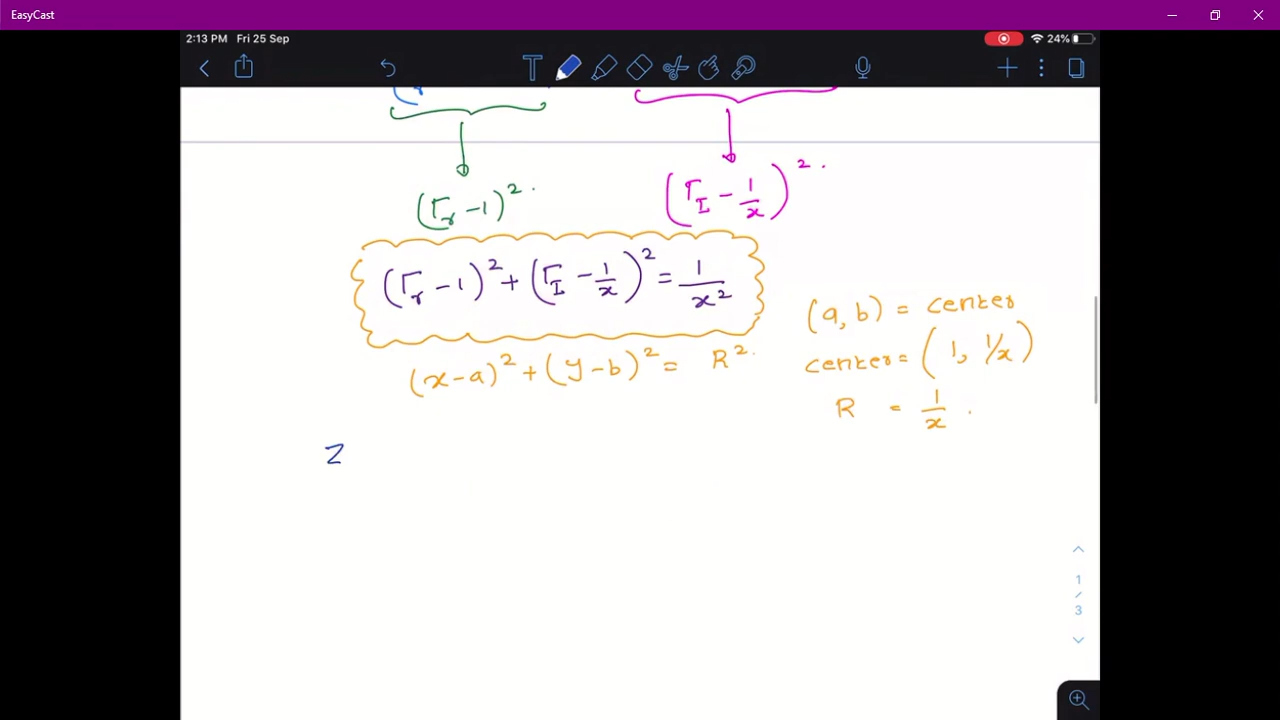 EasyCast
2:13 PM Fri 25 Sep
24%
T
(Γr − 1)².
(ΓI − 1/x)².
(Γr − 1)² + (ΓI − 1/x)² = 1/x²
(a, b) = center
(x − a)² + (y − b)² = R².
center = (1, 1/x)
R = 1/x .
Z
1
/
3